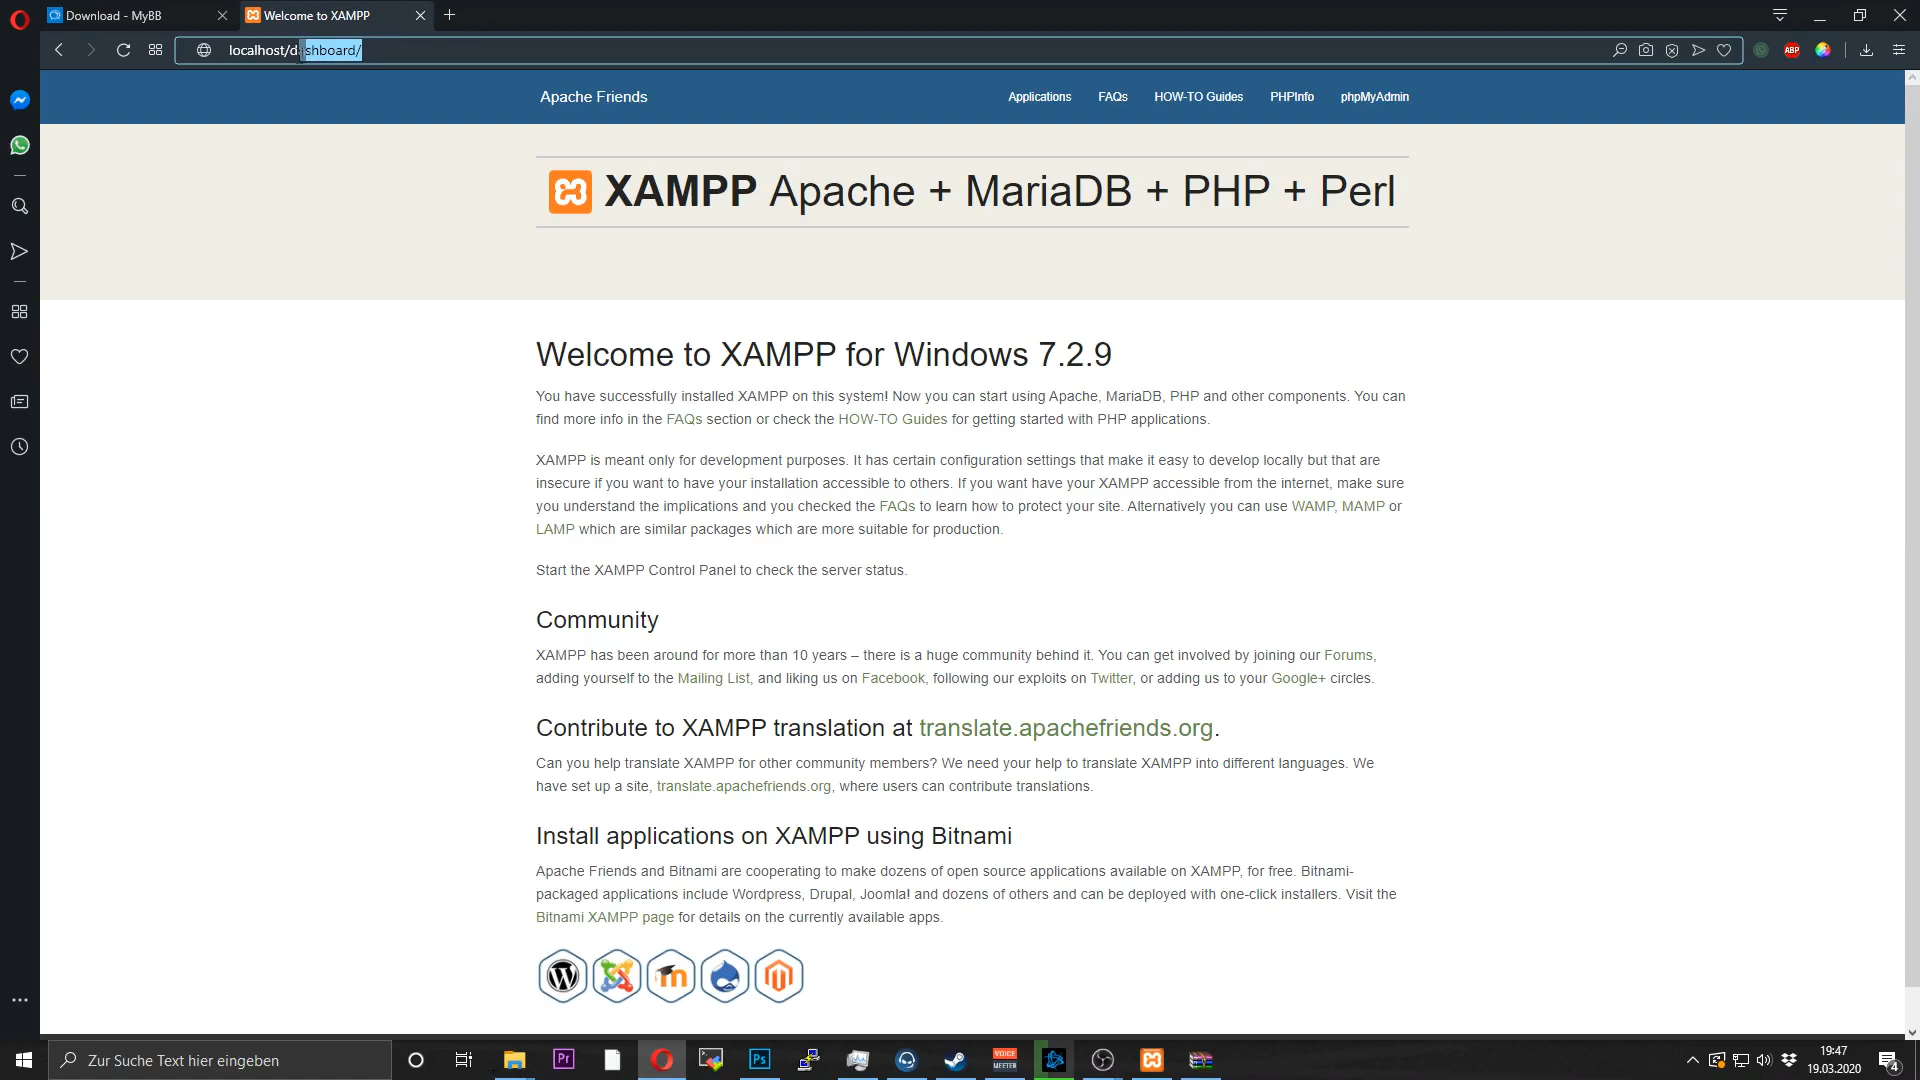 Download - MyBB
Welcome to XAMPP
localhost/dashboard/
ABP
Apache Friends
Applications
FAQs
HOW-TO Guides
PHPInfo
phpMyAdmin
XAMPP Apache + MariaDB + PHP + Perl
Welcome to XAMPP for Windows 7.2.9
You have successfully installed XAMPP on this system! Now you can start using Apache, MariaDB, PHP and other components. You can
find more info in the FAQs section or check the HOW-TO Guides for getting started with PHP applications.
XAMPP is meant only for development purposes. It has certain configuration settings that make it easy to develop locally but that are
insecure if you want to have your installation accessible to others. If you want have your XAMPP accessible from the internet, make sure
you understand the implications and you checked the FAQs to learn how to protect your site. Alternatively you can use WAMP, MAMP or
LAMP which are similar packages which are more suitable for production.
Start the XAMPP Control Panel to check the server status.
Community
XAMPP has been around for more than 10 years – there is a huge community behind it. You can get involved by joining our Forums,
adding yourself to the Mailing List, and liking us on Facebook, following our exploits on Twitter, or adding us to your Google+ circles.
Contribute to XAMPP translation at translate.apachefriends.org.
Can you help translate XAMPP for other community members? We need your help to translate XAMPP into different languages. We
have set up a site, translate.apachefriends.org, where users can contribute translations.
Install applications on XAMPP using Bitnami
Apache Friends and Bitnami are cooperating to make dozens of open source applications available on XAMPP, for free. Bitnami-
packaged applications include Wordpress, Drupal, Joomla! and dozens of others and can be deployed with one-click installers. Visit the
Bitnami XAMPP page for details on the currently available apps.
Zur Suche Text hier eingeben
Pr
Ps
VOICE
MEETER
19:47
19.03.2020
4